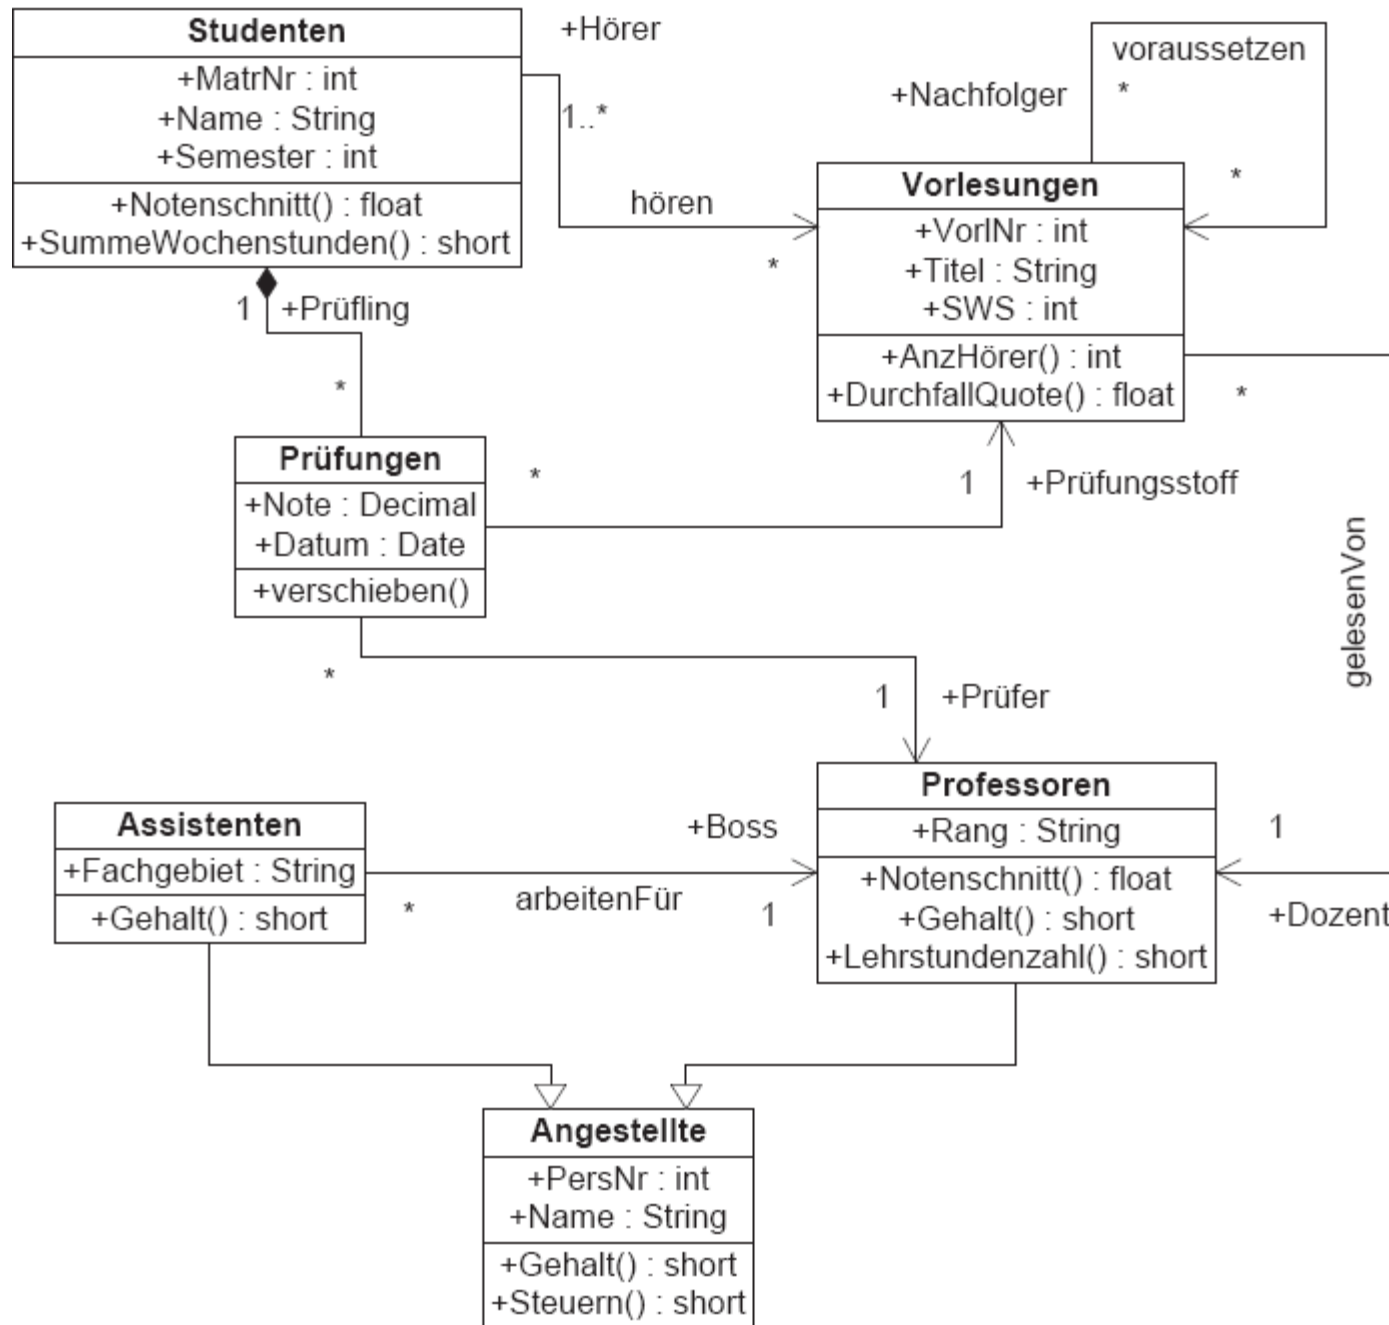 Studenten
+MatrNr : int
+Name : String
+Semester : int
+Notenschnitt() : float
+SummeWochenstunden() : short
+Hörer
1..*
hören
*
voraussetzen
+Nachfolger
*
*
Vorlesungen
+VorlNr : int
+Titel : String
+SWS : int
+AnzHörer() : int
+DurchfallQuote() : float
*
1
+Prüfling
*
Prüfungen
+Note : Decimal
+Datum : Date
+verschieben()
*
1
+Prüfungsstoff
gelesenVon
*
1
+Prüfer
Professoren
+Rang : String
+Notenschnitt() : float
+Gehalt() : short
+Lehrstundenzahl() : short
1
+Dozent
Assistenten
+Fachgebiet : String
+Gehalt() : short
+Boss
*
arbeitenFür
1
Angestellte
+PersNr : int
+Name : String
+Gehalt() : short
+Steuern() : short